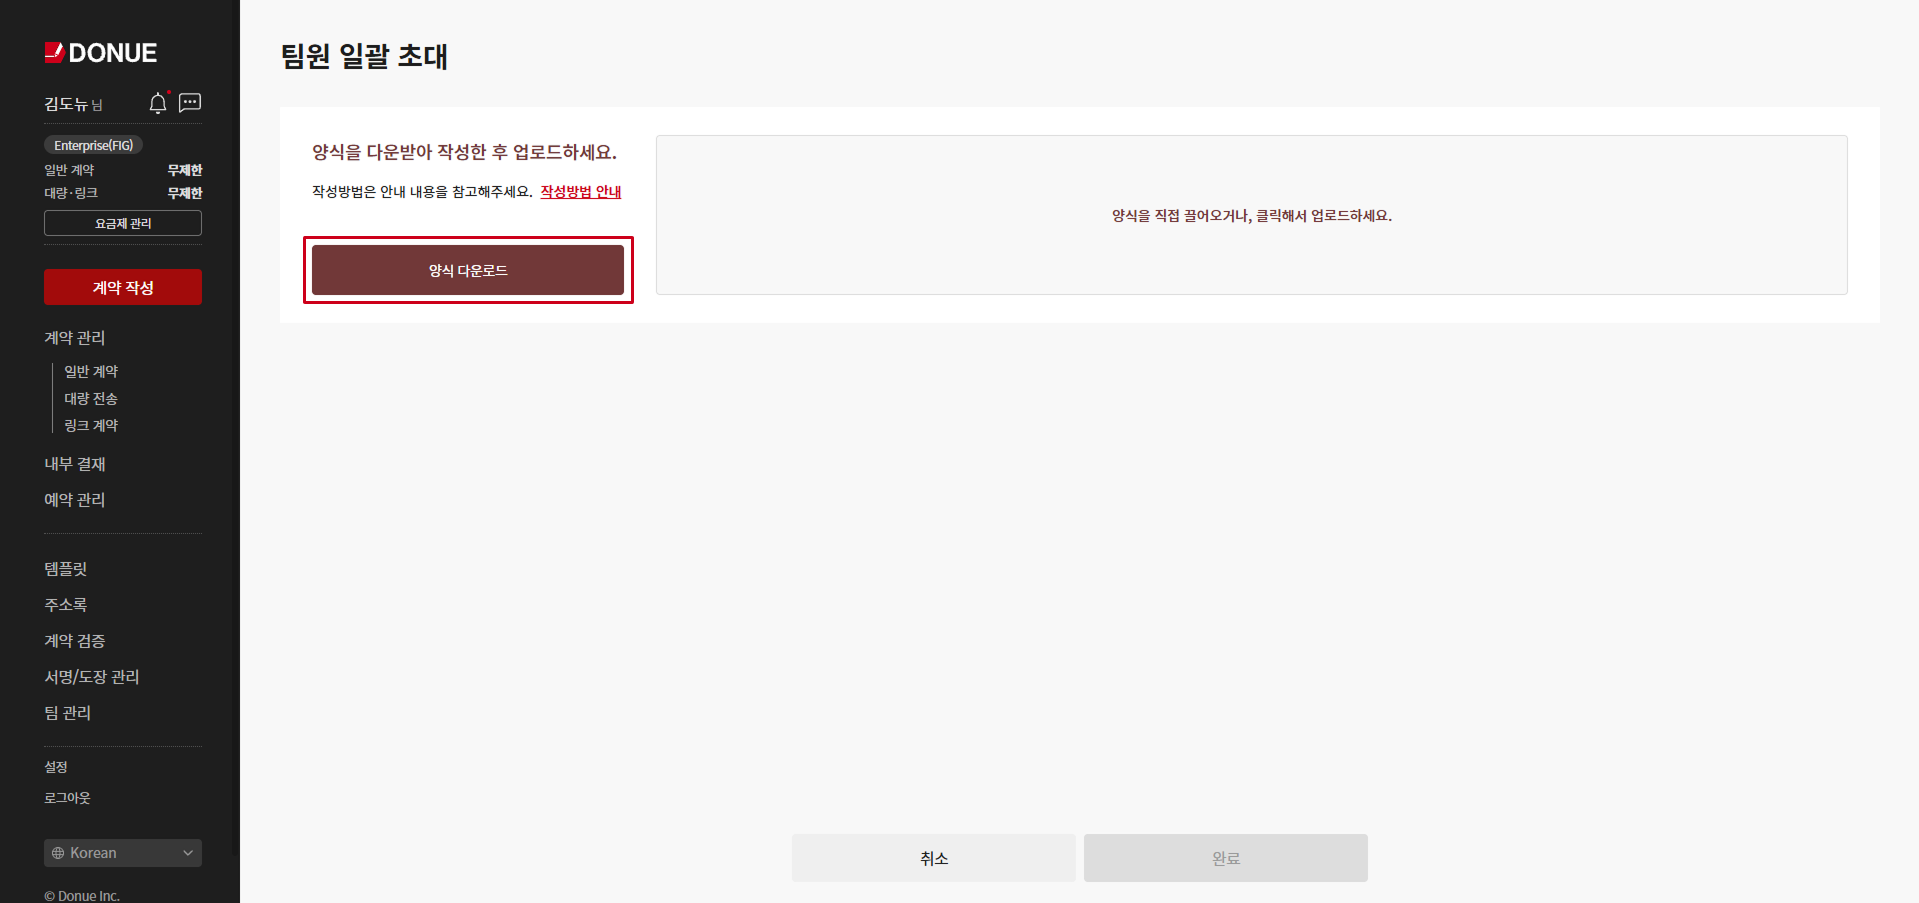 DONUE
김도뉴 님
Enterprise(FIG)
일반 계약 무제한
대량·링크 무제한
요금제 관리
계약 작성
계약 관리
일반 계약
대량 전송
링크 계약
내부 결재
예약 관리
템플릿
주소록
계약 검증
서명/도장 관리
팀 관리
설정
로그아웃
Korean
© Donue Inc.
팀원 일괄 초대
양식을 다운받아 작성한 후 업로드하세요.
작성방법은 안내 내용을 참고해주세요. 작성방법 안내
양식 다운로드
양식을 직접 끌어오거나, 클릭해서 업로드하세요.
취소
완료